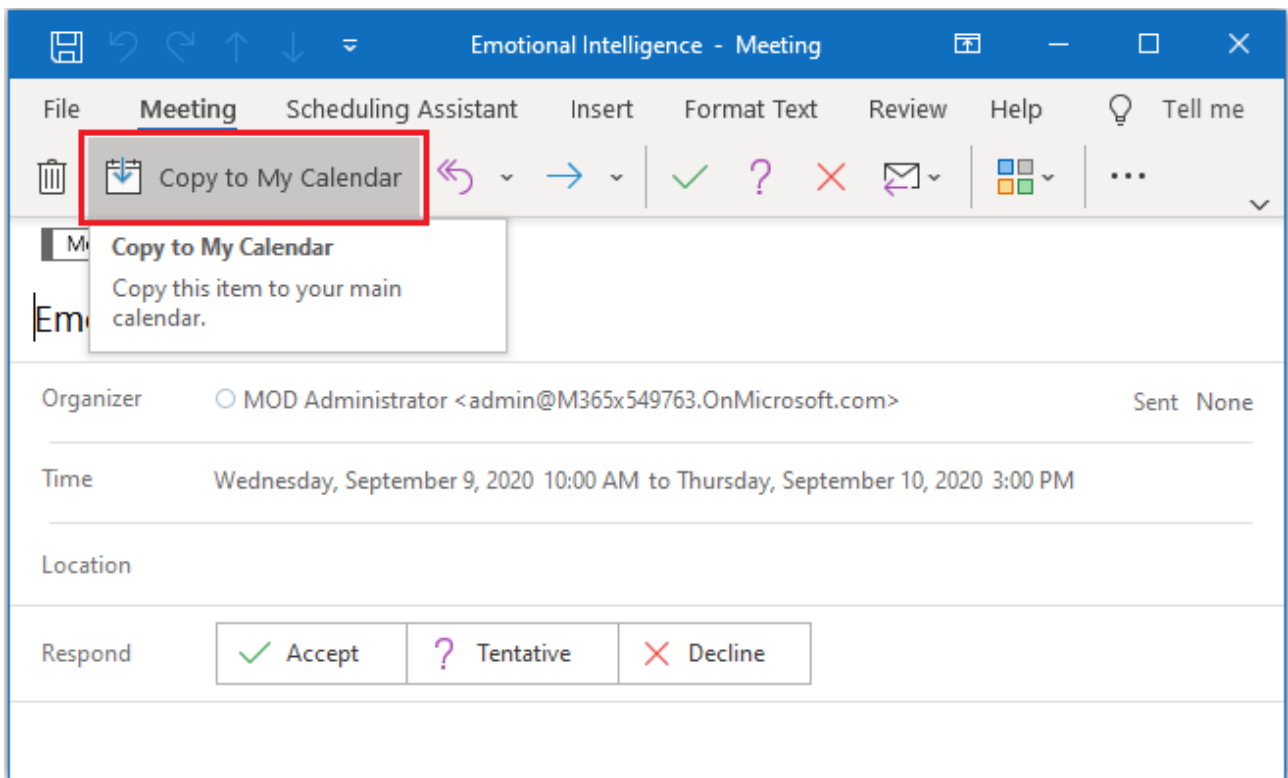 Emotional Intelligence - Meeting
File Meeting Scheduling Assistant Insert Format Text Review Help Tell me
Copy to My Calendar
Copy to My Calendar
Copy this item to your main
calendar.
Organizer MOD Administrator <admin@M365x549763.OnMicrosoft.com> Sent None
Time Wednesday, September 9, 2020 10:00 AM to Thursday, September 10, 2020 3:00 PM
Location
Respond Accept Tentative Decline